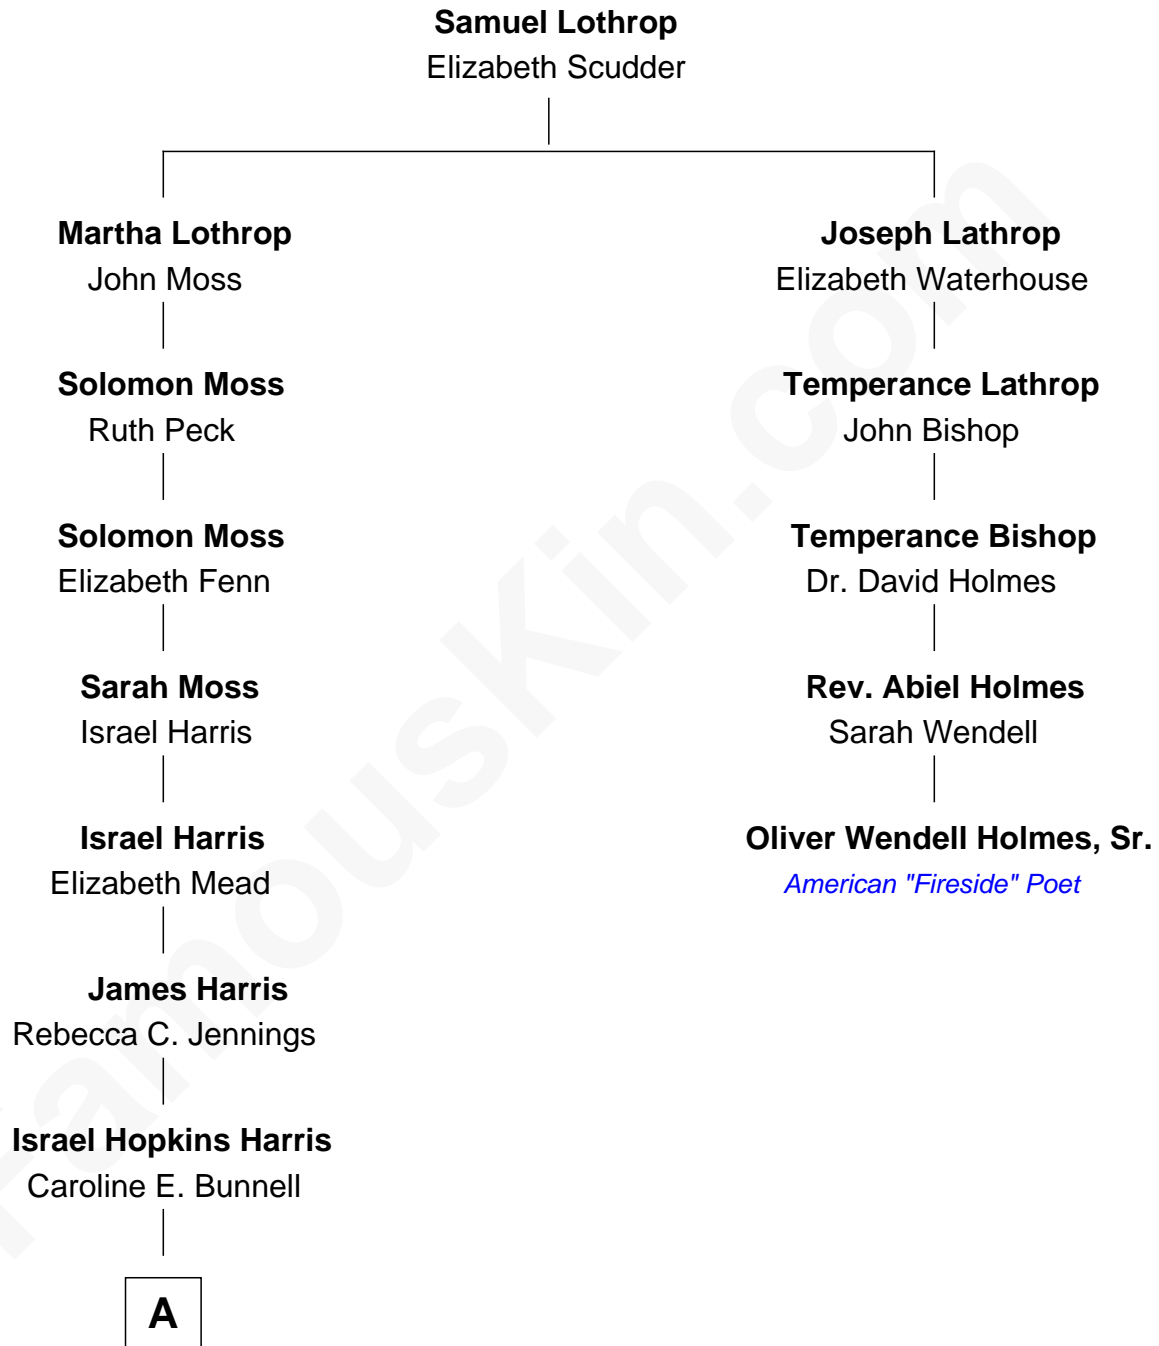 Samuel Lothrop
Elizabeth Scudder
Martha Lothrop
John Moss
Joseph Lathrop
Elizabeth Waterhouse
Solomon Moss
Ruth Peck
Temperance Lathrop
John Bishop
Solomon Moss
Elizabeth Fenn
Temperance Bishop
Dr. David Holmes
Sarah Moss
Israel Harris
Rev. Abiel Holmes
Sarah Wendell
Israel Harris
Elizabeth Mead
Oliver Wendell Holmes, Sr.
American "Fireside" Poet
James Harris
Rebecca C. Jennings
Israel Hopkins Harris
Caroline E. Bunnell
A
FamousKin.com